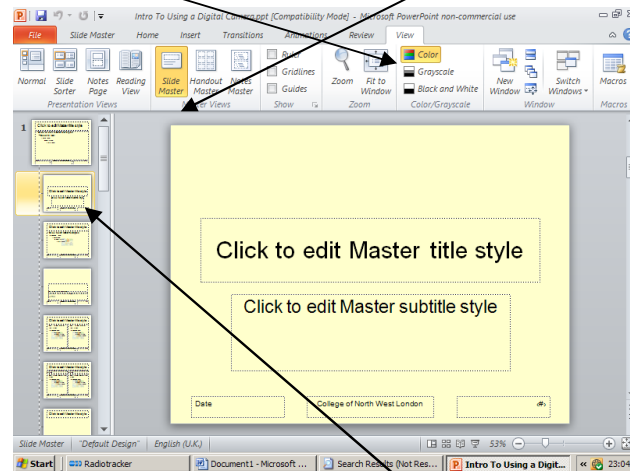 Intro To Using a Digital Camera.ppt [Compatibility Mode] - Microsoft PowerPoint non-commercial use
File Slide Master Home Insert Transitions Animations Review View
Normal Slide Sorter Notes Page Reading View Slide Master Handout Master Notes Master Ruler Gridlines Guides Zoom Fit to Window Color Grayscale Black and White New Window Switch Windows Macros
Presentation Views Master Views Show Zoom Color/Grayscale Window Macros
1
Click to edit Master title style
Click to edit Master subtitle style
Date College of North West London
Slide Master "Default Design" English (U.K.) 53%
Start Radiotracker Document1 - Microsoft ... Search Results (Not Res... Intro To Using a Digit... 23:04